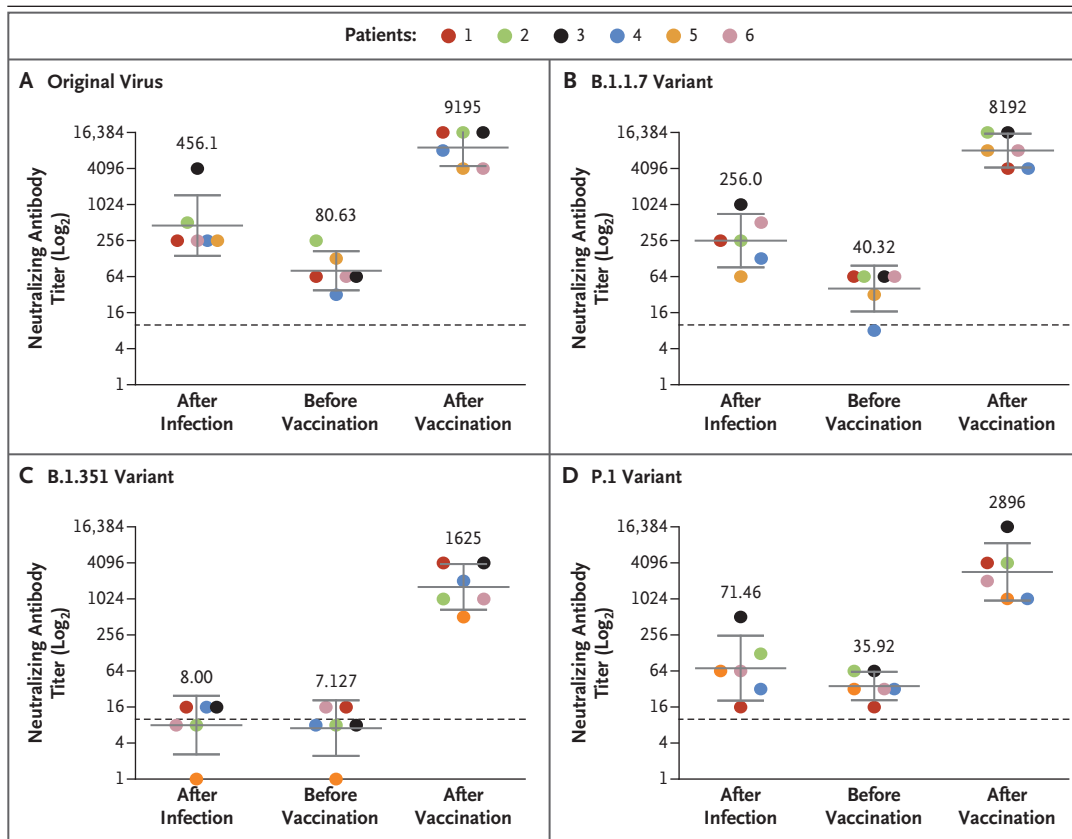 Patients: 1 2 3 4 5 6
A Original Virus
Neutralizing Antibody
Titer (Log2)
16,384
4096
1024
256
64
16
4
1
456.1
80.63
9195
After
Infection
Before
Vaccination
After
Vaccination
B B.1.1.7 Variant
Neutralizing Antibody
Titer (Log2)
16,384
4096
1024
256
64
16
4
1
256.0
40.32
8192
After
Infection
Before
Vaccination
After
Vaccination
C B.1.351 Variant
Neutralizing Antibody
Titer (Log2)
16,384
4096
1024
256
64
16
4
1
8.00
7.127
1625
After
Infection
Before
Vaccination
After
Vaccination
D P.1 Variant
Neutralizing Antibody
Titer (Log2)
16,384
4096
1024
256
64
16
4
1
71.46
35.92
2896
After
Infection
Before
Vaccination
After
Vaccination